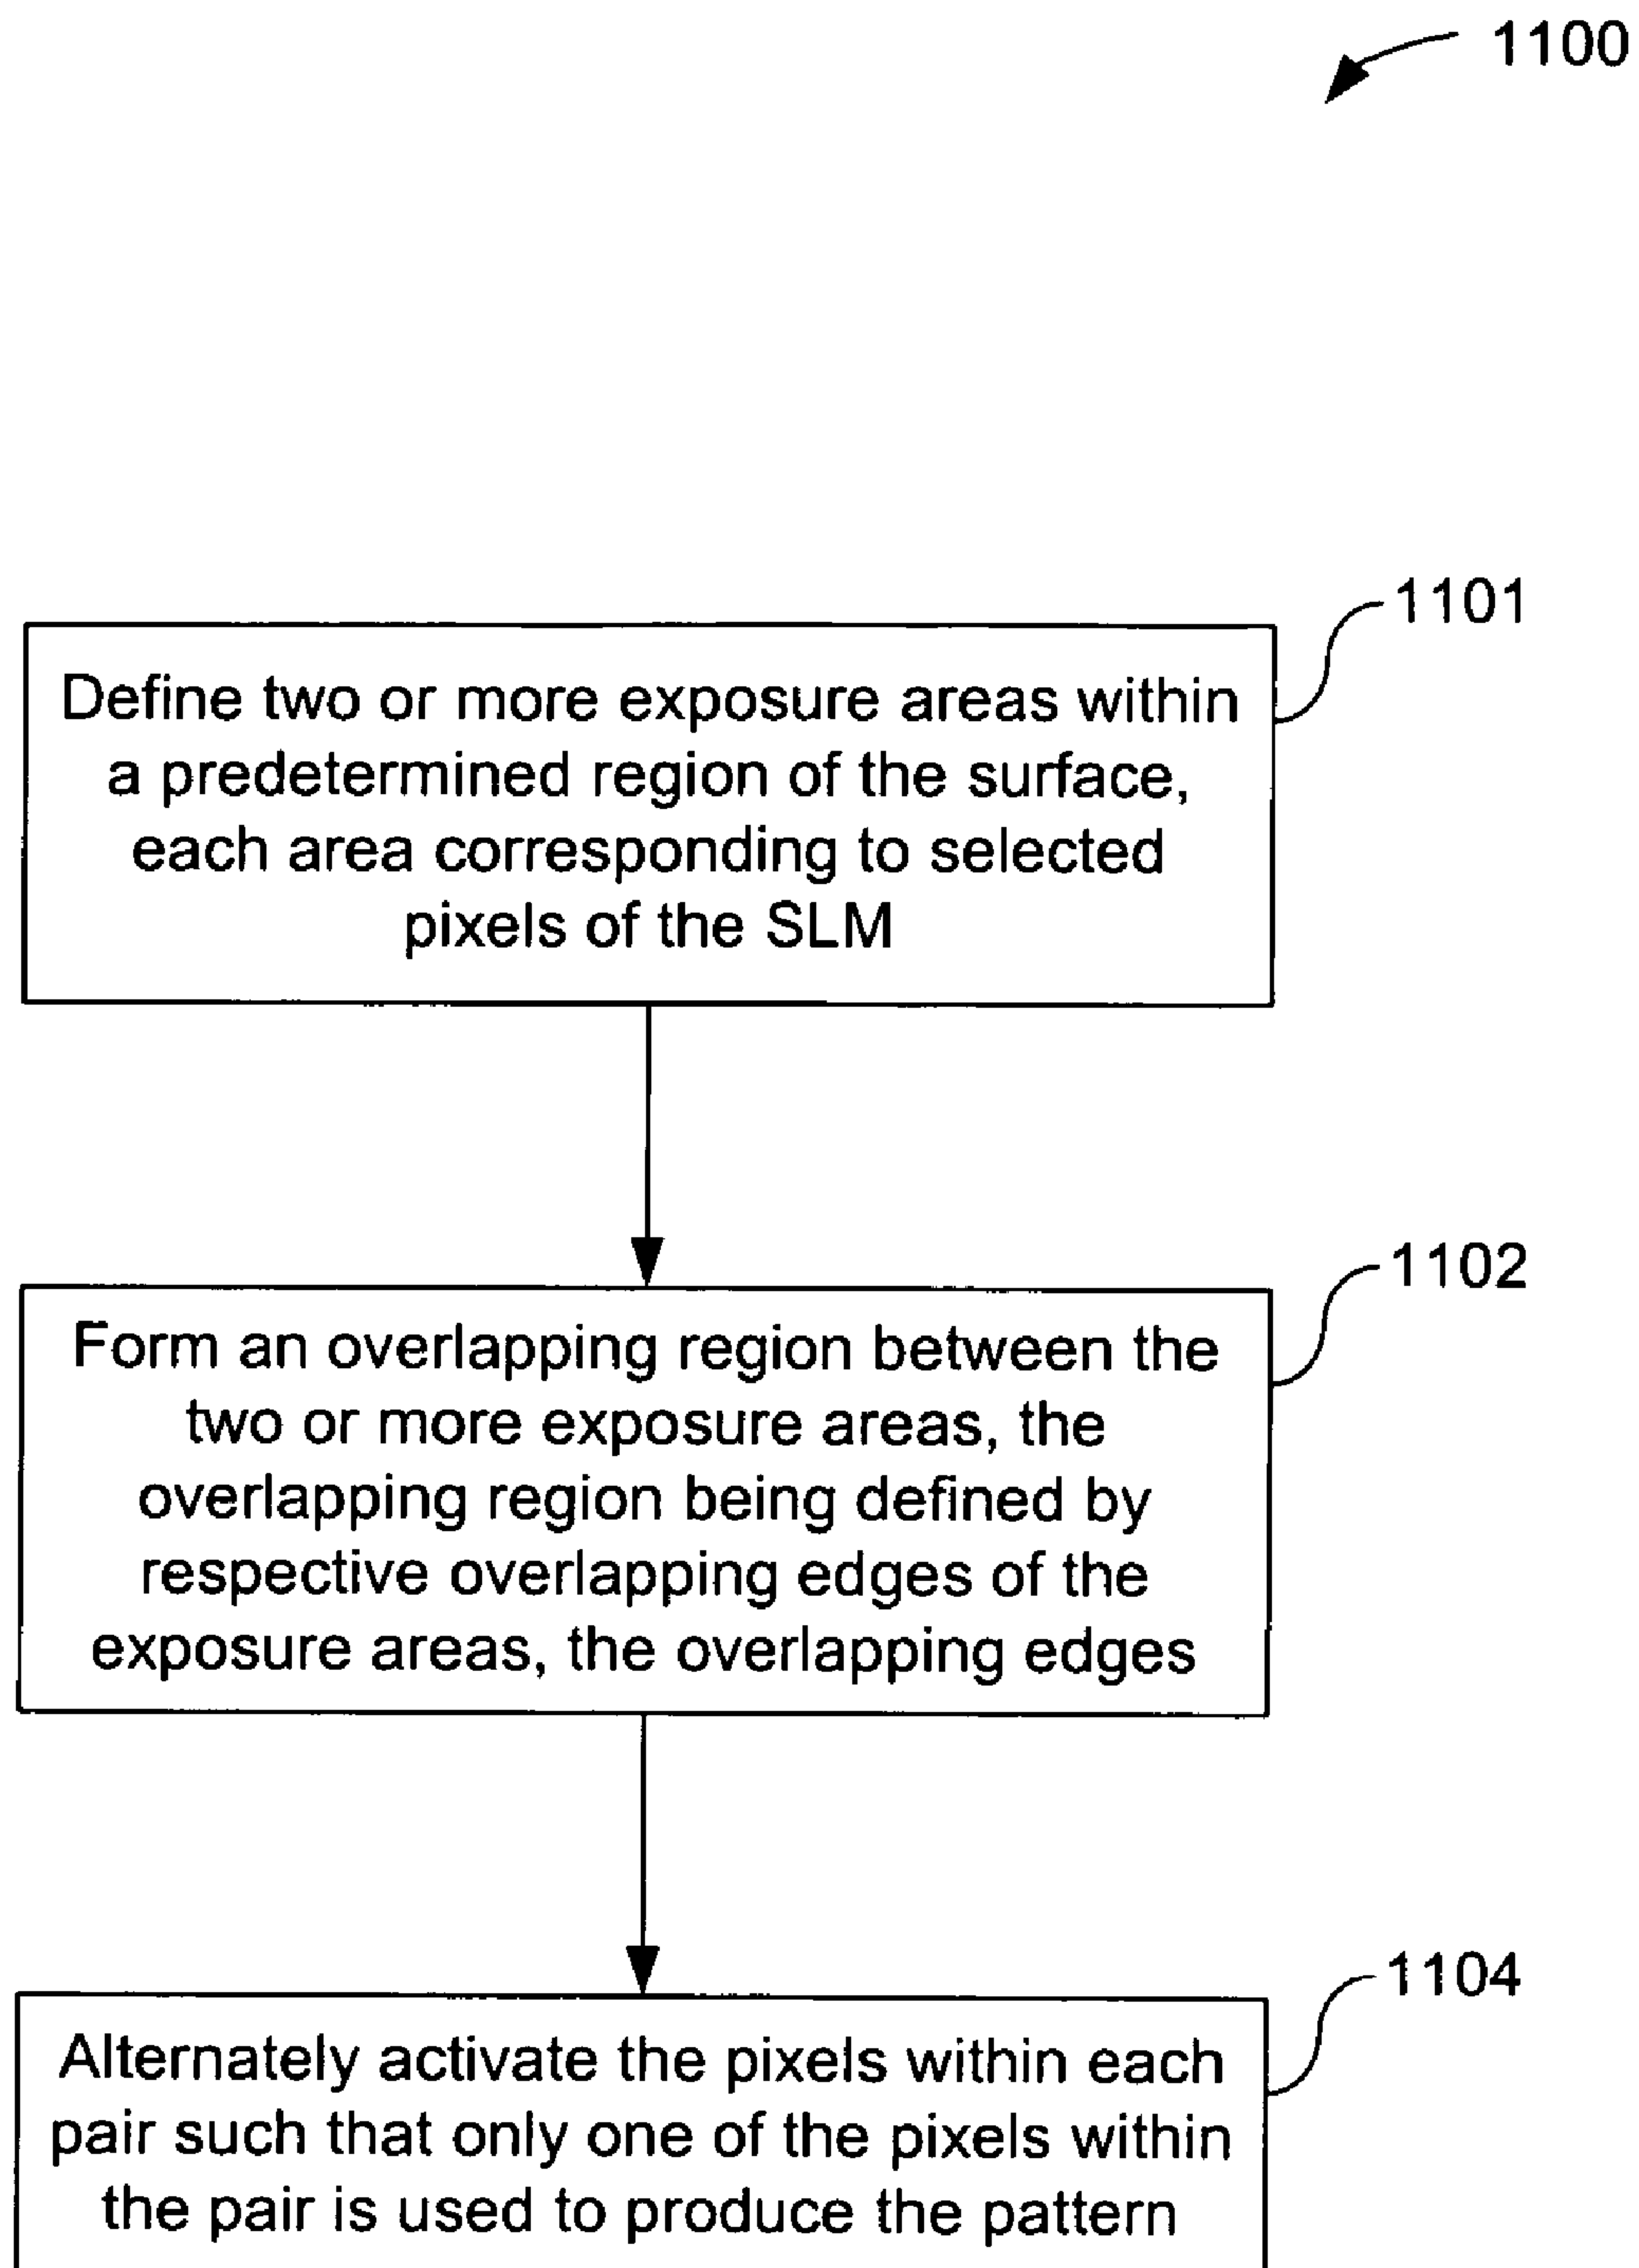 1100
1101
Define two or more exposure areas within
a predetermined region of the surface,
each area corresponding to selected
pixels of the SLM
1102
Form an overlapping region between the
two or more exposure areas, the
overlapping region being defined by
respective overlapping edges of the
exposure areas, the overlapping edges
1104
Alternately activate the pixels within each
pair such that only one of the pixels within
the pair is used to produce the pattern